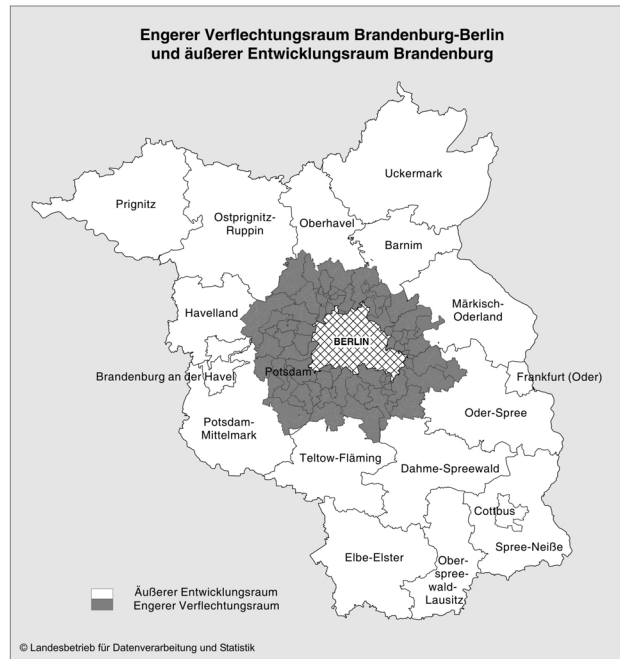 Engerer Verflechtungsraum Brandenburg-Berlin
und äußerer Entwicklungsraum Brandenburg
Uckermark
Prignitz
Ostprignitz-
Ruppin
Oberhavel
Barnim
Havelland
Märkisch-
Oderland
BERLIN
Potsdam
Brandenburg an der Havel
Frankfurt (Oder)
Oder-Spree
Potsdam-
Mittelmark
Teltow-Fläming
Dahme-Spreewald
Cottbus
Spree-Neiße
Elbe-Elster
Ober-
spree-
wald-
Lausitz
Äußerer Entwicklungsraum
Engerer Verflechtungsraum
© Landesbetrieb für Datenverarbeitung und Statistik